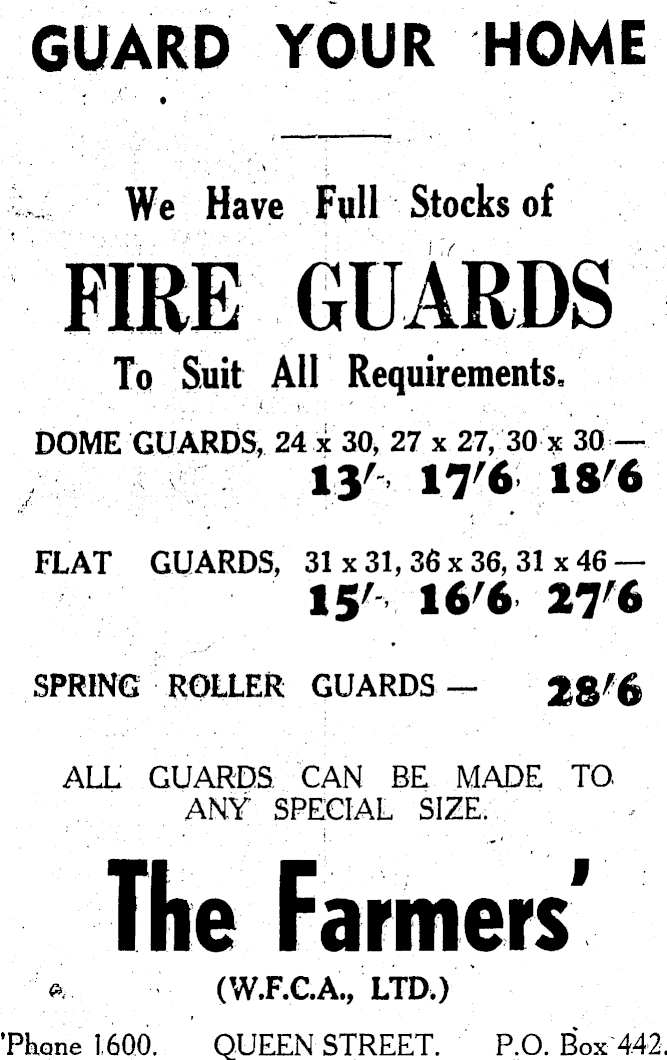 GUARD YOUR HOME
We Have Full Stocks of
FIRE GUARDS
To Suit All Requirements.
DOME GUARDS, 24 x 30, 27 x 27, 30 x 30 —
13/-, 17/6, 18/6
FLAT GUARDS, 31 x 31, 36 x 36, 31 x 46 —
15/-, 16/6, 27/6
SPRING ROLLER GUARDS — 28/6
ALL GUARDS CAN BE MADE TO
ANY SPECIAL SIZE.
The Farmers'
(W.F.C.A., LTD.)
'Phone 1600. QUEEN STREET. P.O. Box 442.